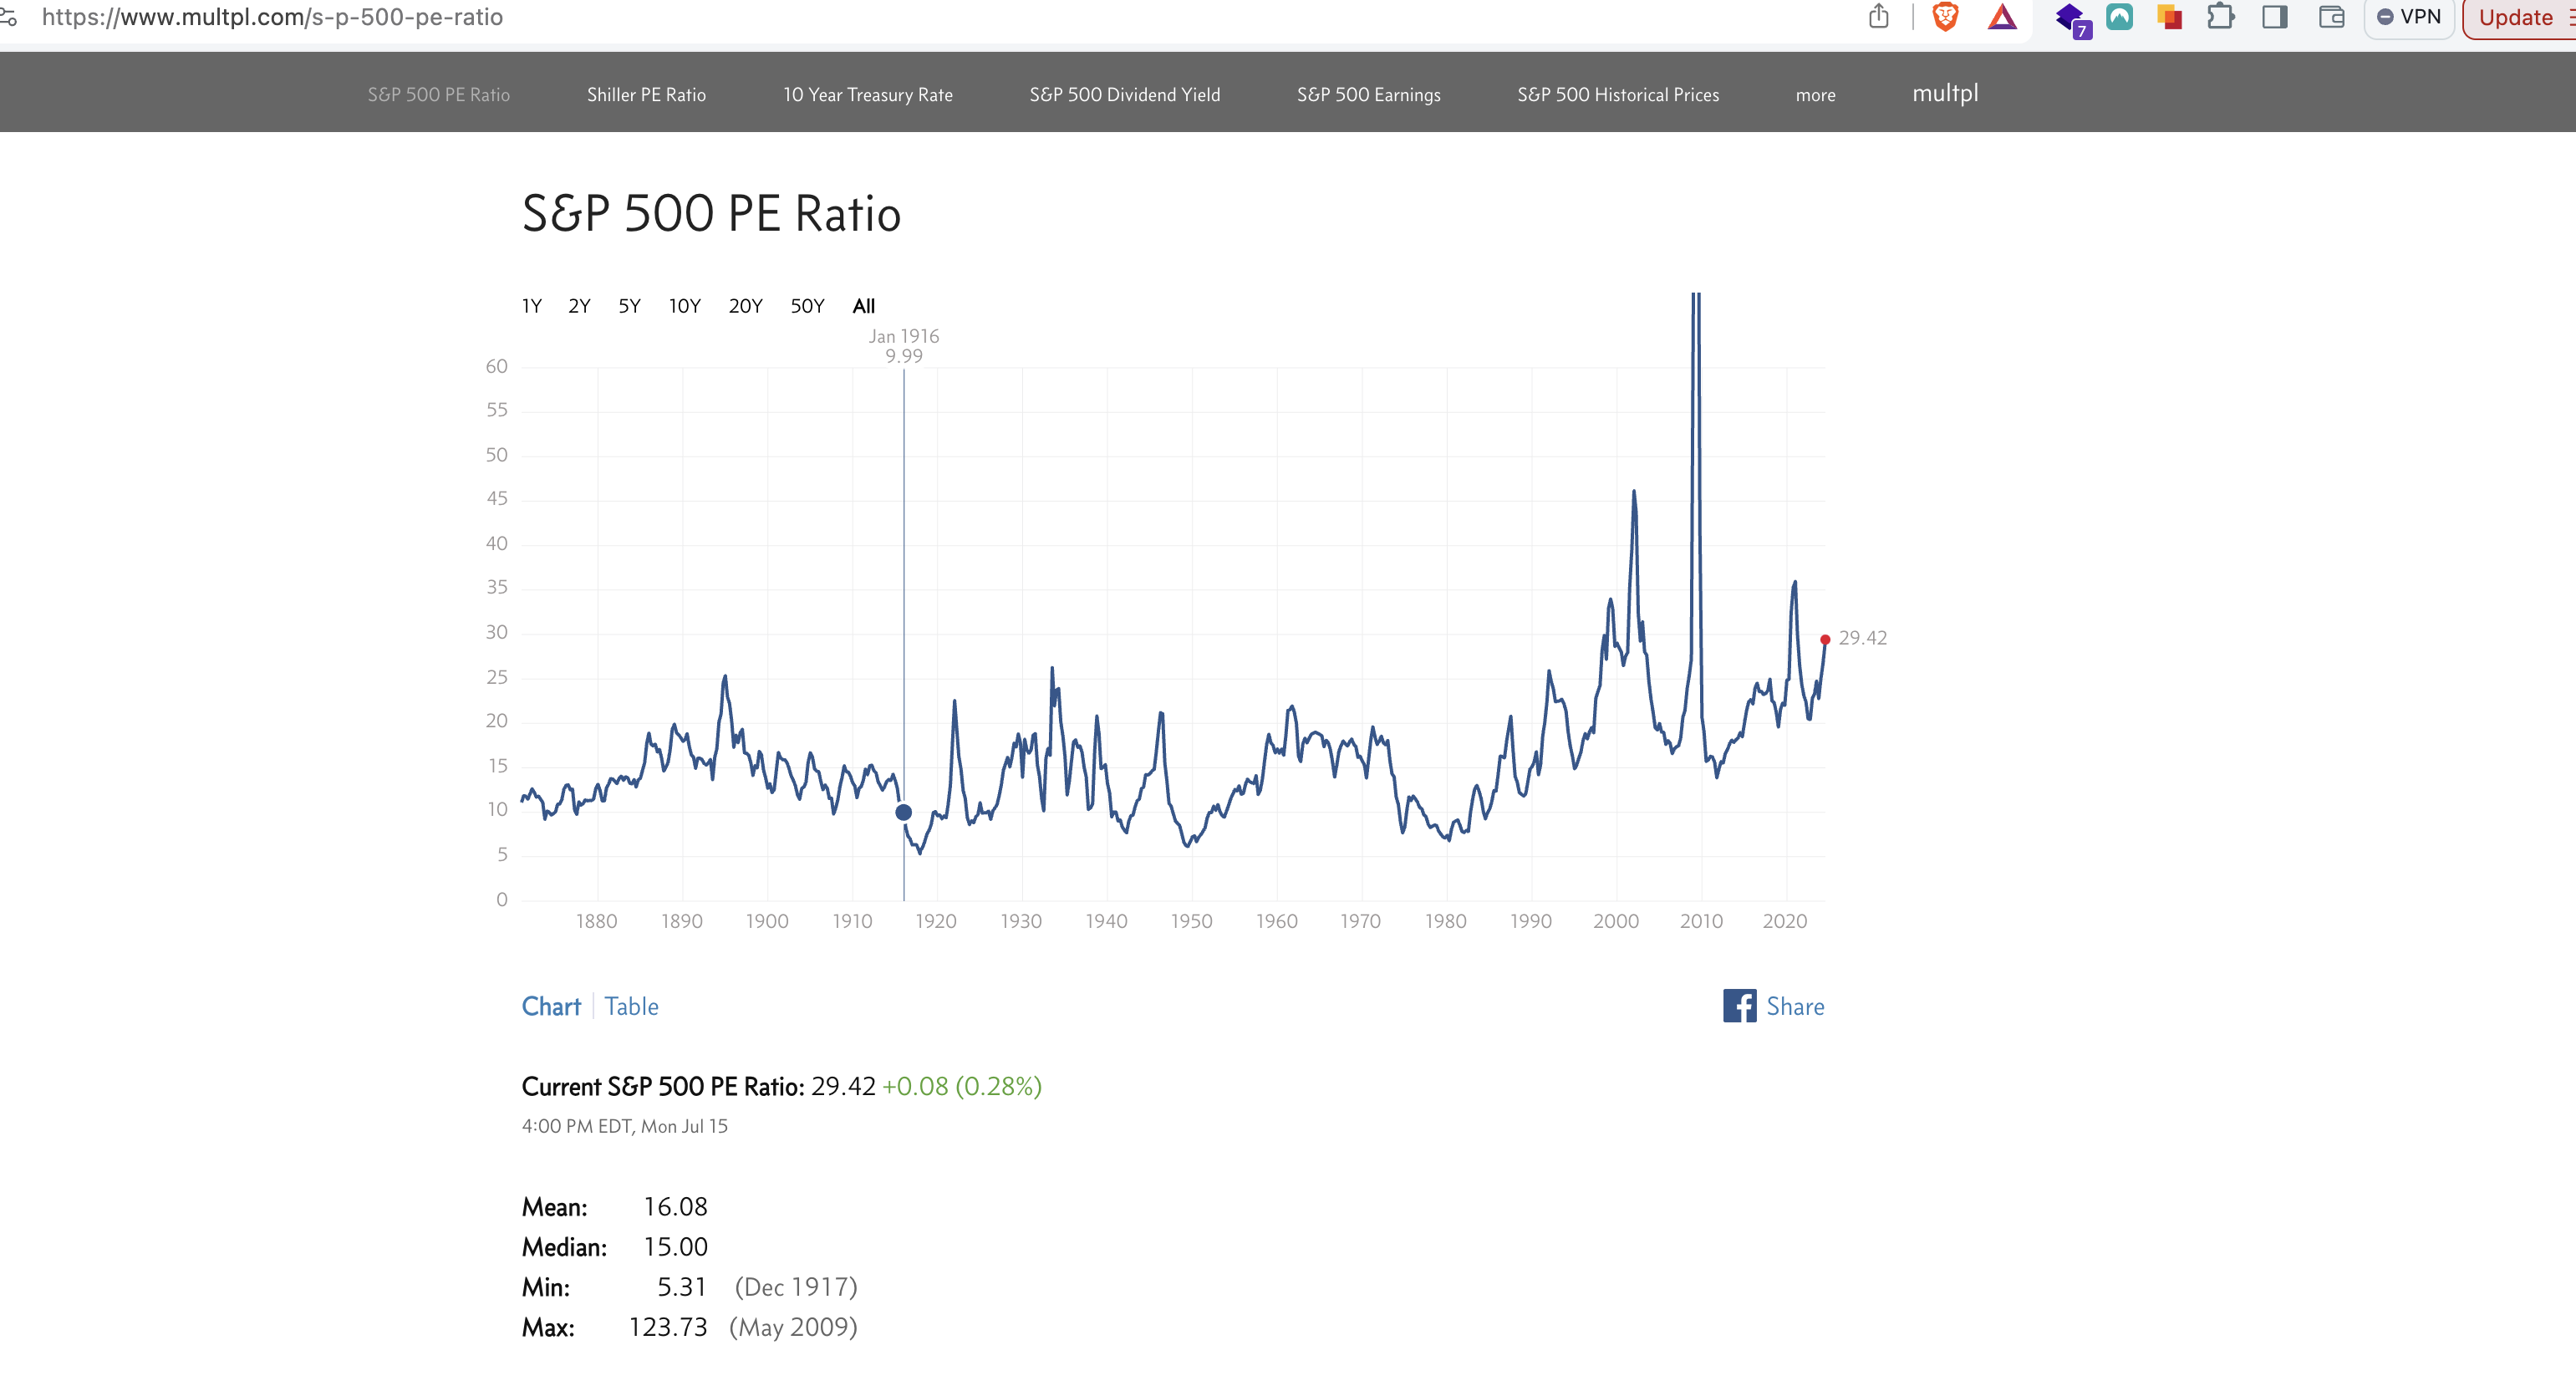 https://www.multpl.com/s-p-500-pe-ratio
7
VPN
Update
S&P 500 PE Ratio
Shiller PE Ratio
10 Year Treasury Rate
S&P 500 Dividend Yield
S&P 500 Earnings
S&P 500 Historical Prices
more
multpl
S&P 500 PE Ratio
1Y 2Y 5Y 10Y 20Y 50Y All
Jan 1916
9.99
60
55
50
45
40
35
30
29.42
25
20
15
10
5
0
1880 1890 1900 1910 1920 1930 1940 1950 1960 1970 1980 1990 2000 2010 2020
Chart Table
Share
Current S&P 500 PE Ratio: 29.42 +0.08 (0.28%)
4:00 PM EDT, Mon Jul 15
Mean: 16.08
Median: 15.00
Min: 5.31 (Dec 1917)
Max: 123.73 (May 2009)